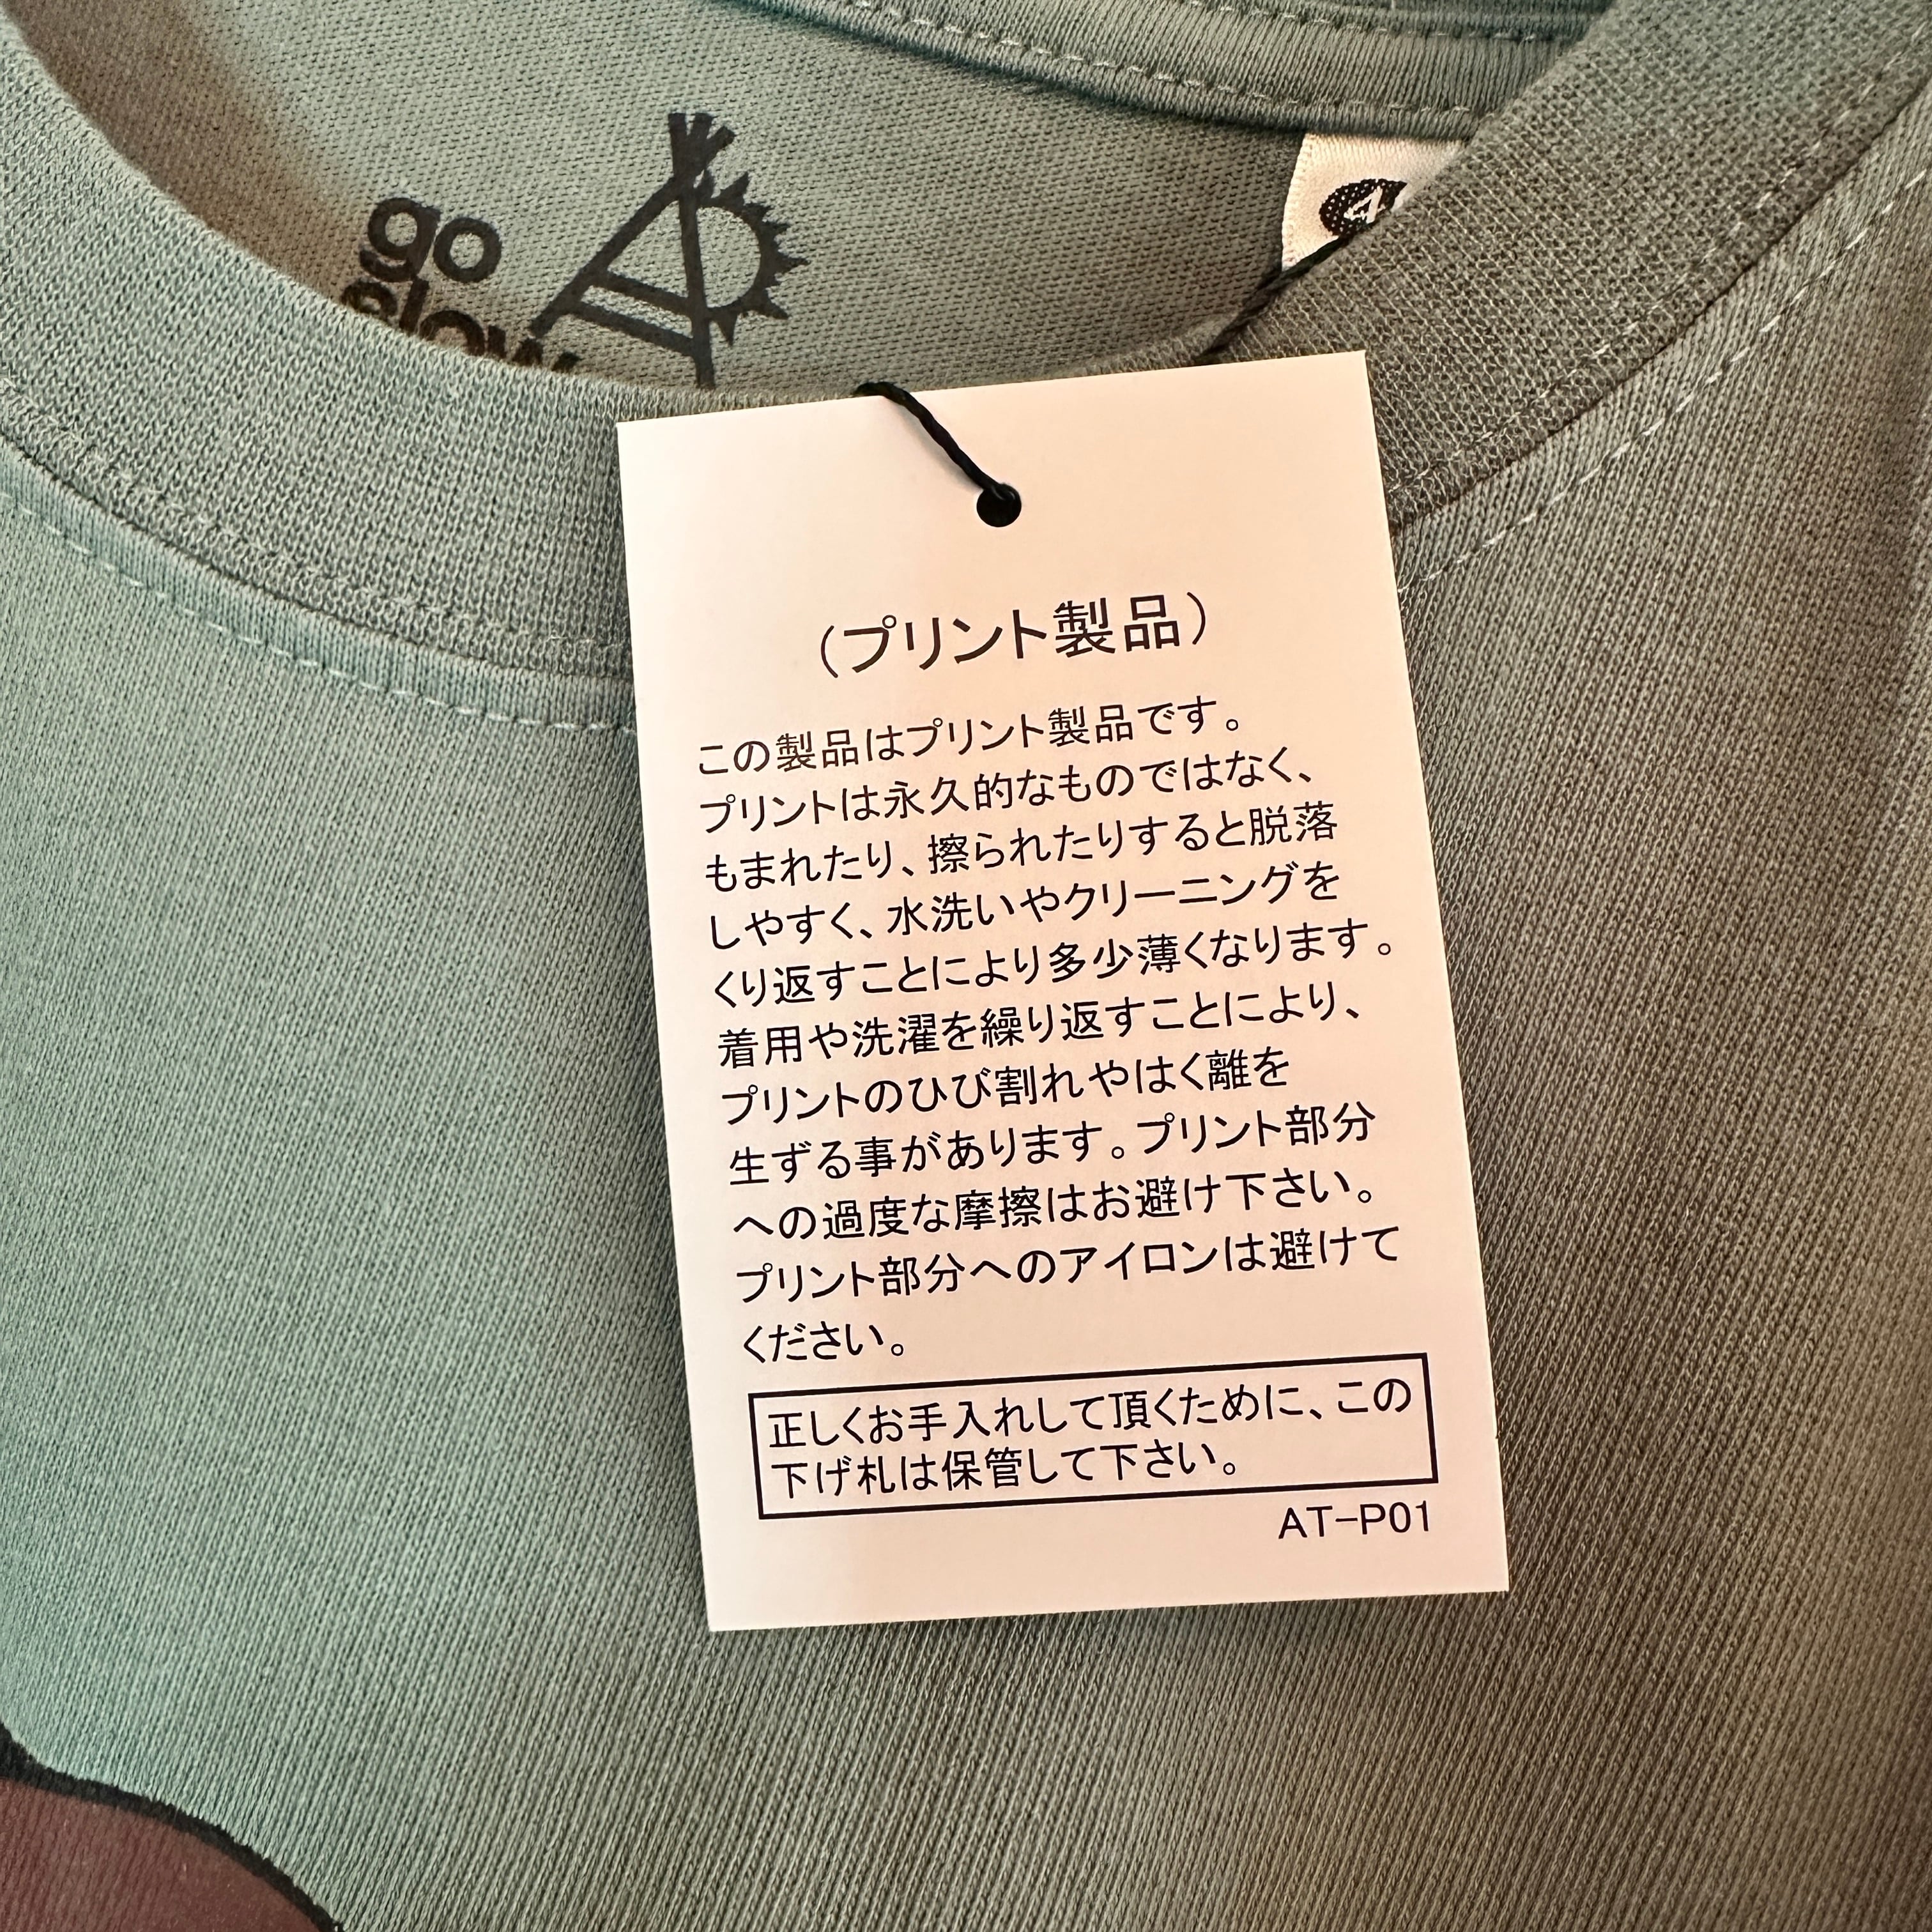 go
slow
4
（プリント製品）
この製品はプリント製品です。
プリントは永久的なものではなく、
もまれたり、擦られたりすると脱落
しやすく、水洗いやクリーニングを
くり返すことにより多少薄くなります。
着用や洗濯を繰り返すことにより、
プリントのひび割れやはく離を
生ずる事があります。プリント部分
への過度な摩擦はお避け下さい。
プリント部分へのアイロンは避けて
ください。
正しくお手入れして頂くために、この
下げ札は保管して下さい。
AT-P01